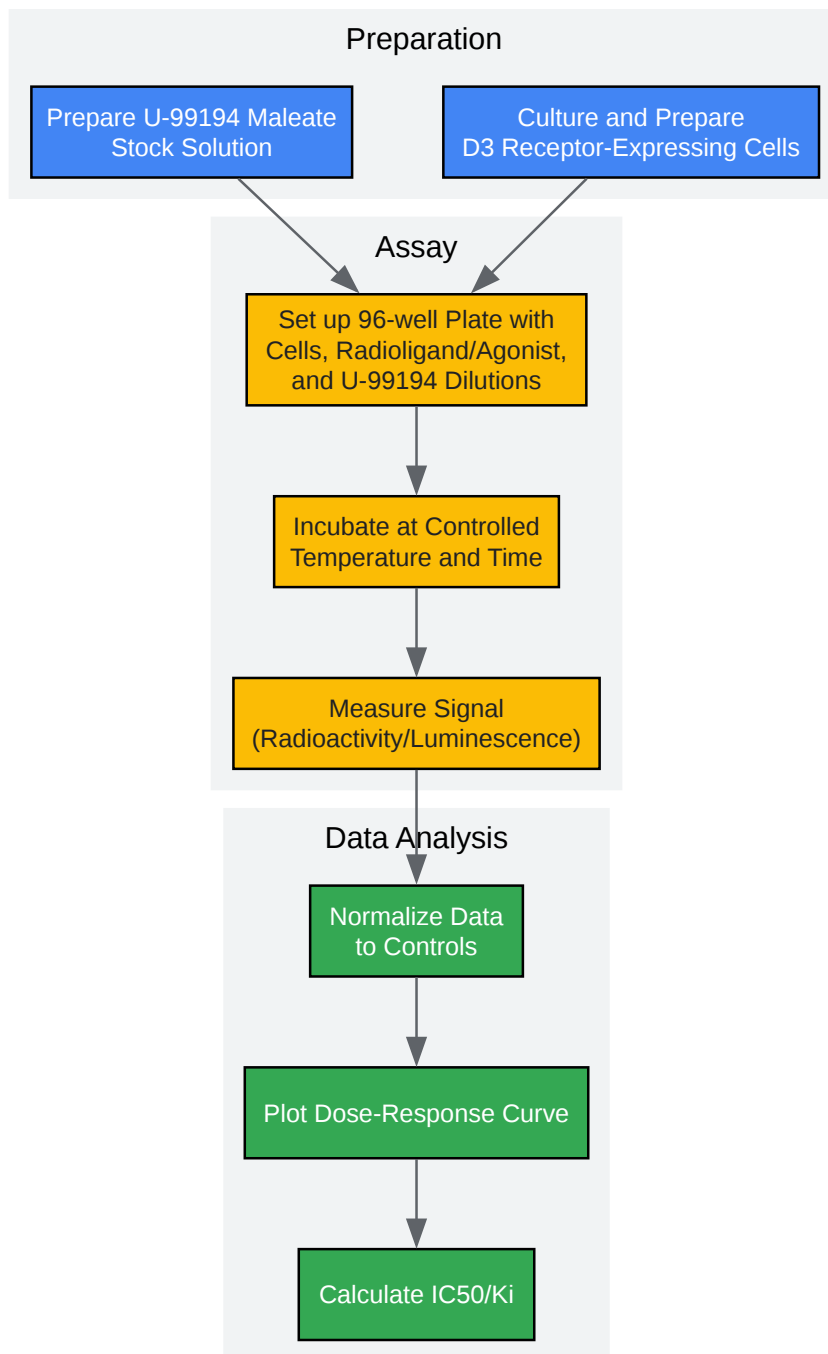 Preparation
Prepare U-99194 Maleate
Stock Solution
Culture and Prepare
D3 Receptor-Expressing Cells
Assay
Set up 96-well Plate with
Cells, Radioligand/Agonist,
and U-99194 Dilutions
Incubate at Controlled
Temperature and Time
Measure Signal
(Radioactivity/Luminescence)
Data Analysis
Normalize Data
to Controls
Plot Dose-Response Curve
Calculate IC50/Ki